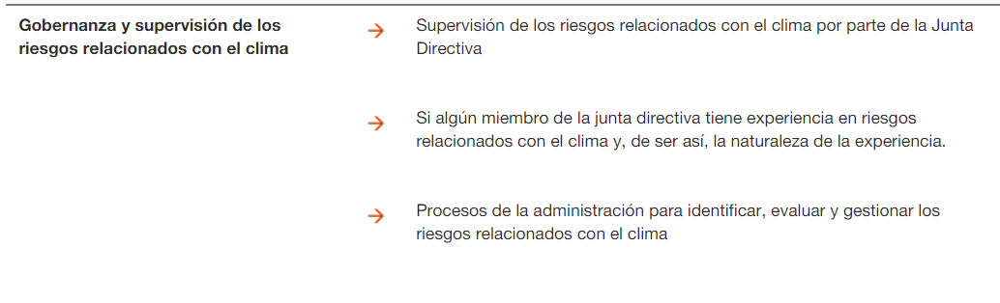 Gobernanza y supervisión de los
riesgos relacionados con el clima
Supervisión de los riesgos relacionados con el clima por parte de la Junta
Directiva
Si algún miembro de la junta directiva tiene experiencia en riesgos
relacionados con el clima y, de ser así, la naturaleza de la experiencia.
Procesos de la administración para identificar, evaluar y gestionar los
riesgos relacionados con el clima